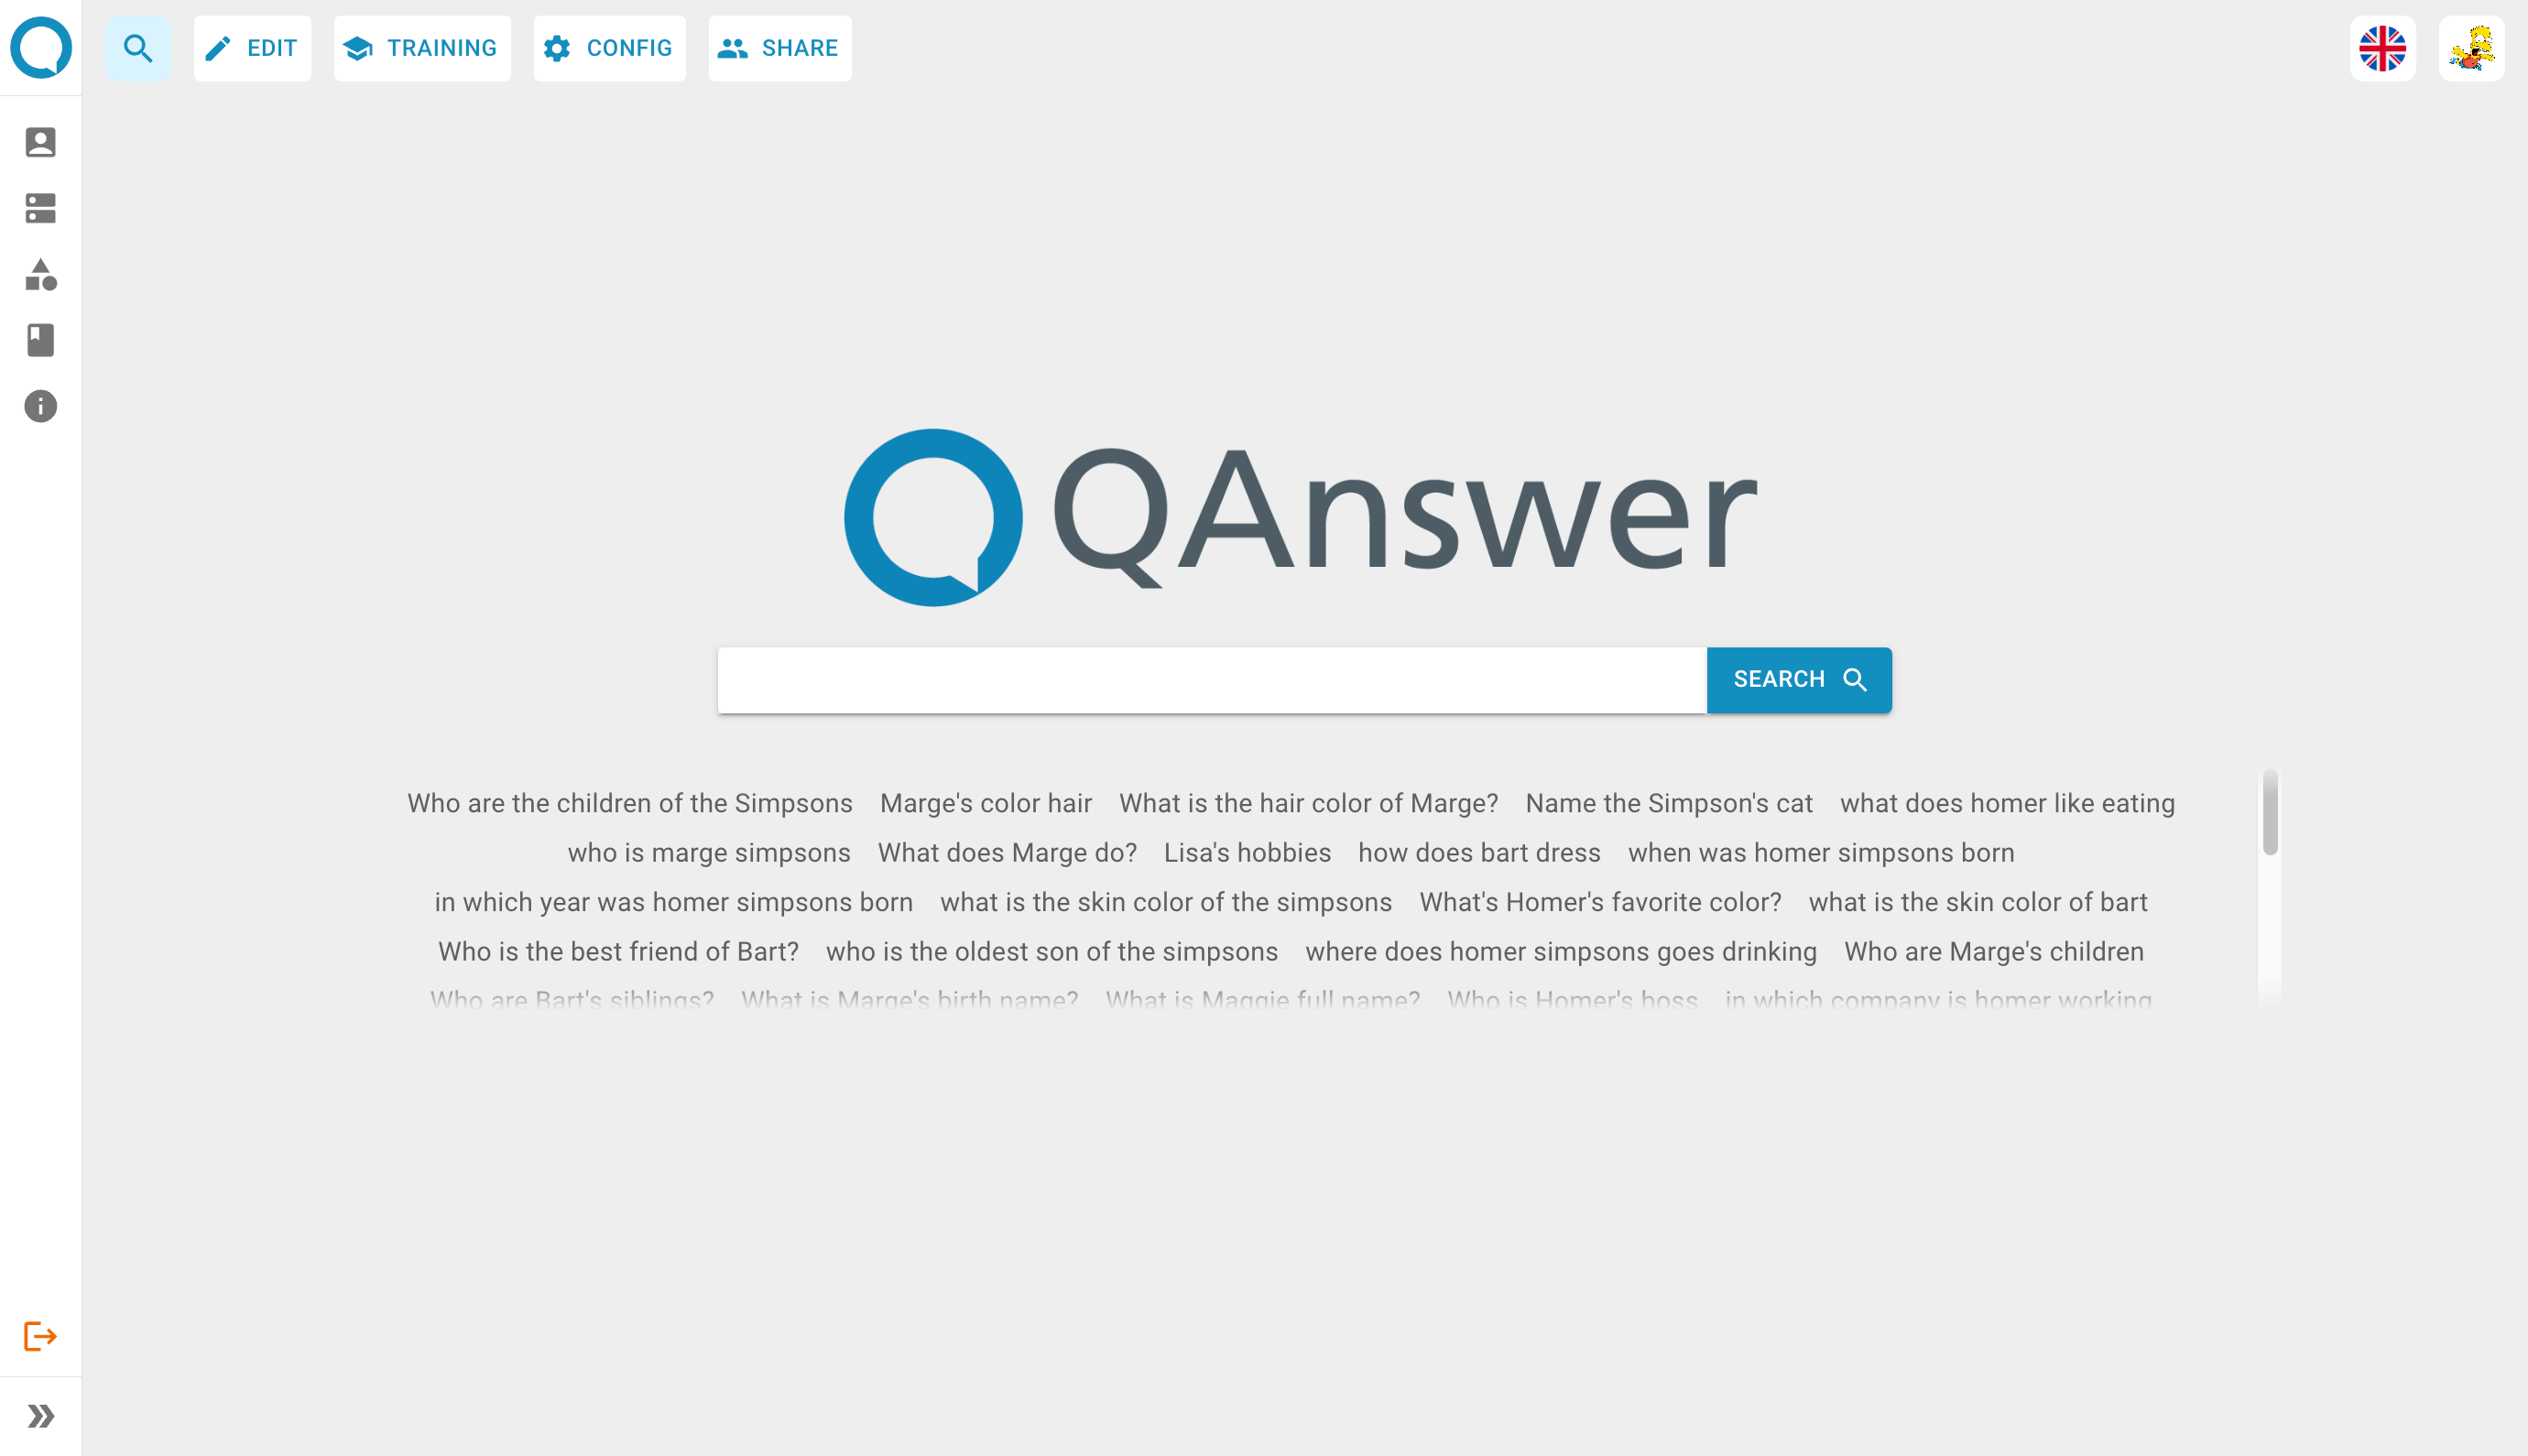 EDIT TRAINING CONFIG SHARE
QAnswer
SEARCH
Who are the children of the Simpsons Marge's color hair What is the hair color of Marge? Name the Simpson's cat what does homer like eating
who is marge simpsons What does Marge do? Lisa's hobbies how does bart dress when was homer simpsons born
in which year was homer simpsons born what is the skin color of the simpsons What's Homer's favorite color? what is the skin color of bart
Who is the best friend of Bart? who is the oldest son of the simpsons where does homer simpsons goes drinking Who are Marge's children
Who are Bart's siblings? What is Marge's birth name? What is Maggie full name? Who is Homer's boss in which company is homer working